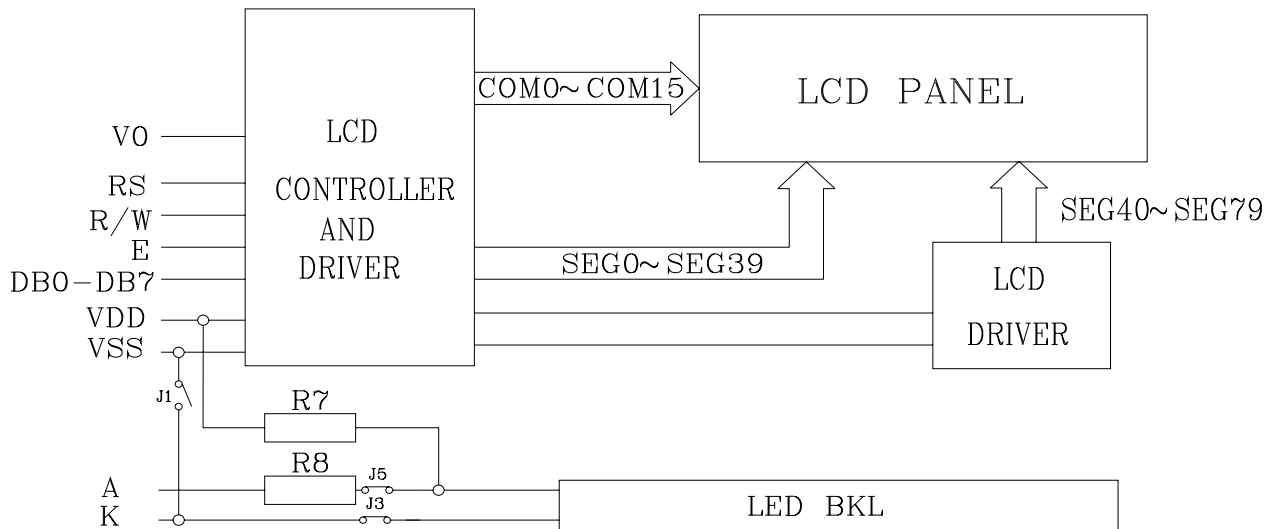 LCD
CONTROLLER
AND
DRIVER
COM0~COM15
LCD PANEL
V0
RS
R/W
E
DB0-DB7
VDD
VSS
SEG0~SEG39
SEG40~SEG79
LCD
DRIVER
J1
R7
R8
J5
J3
A
K
LED BKL